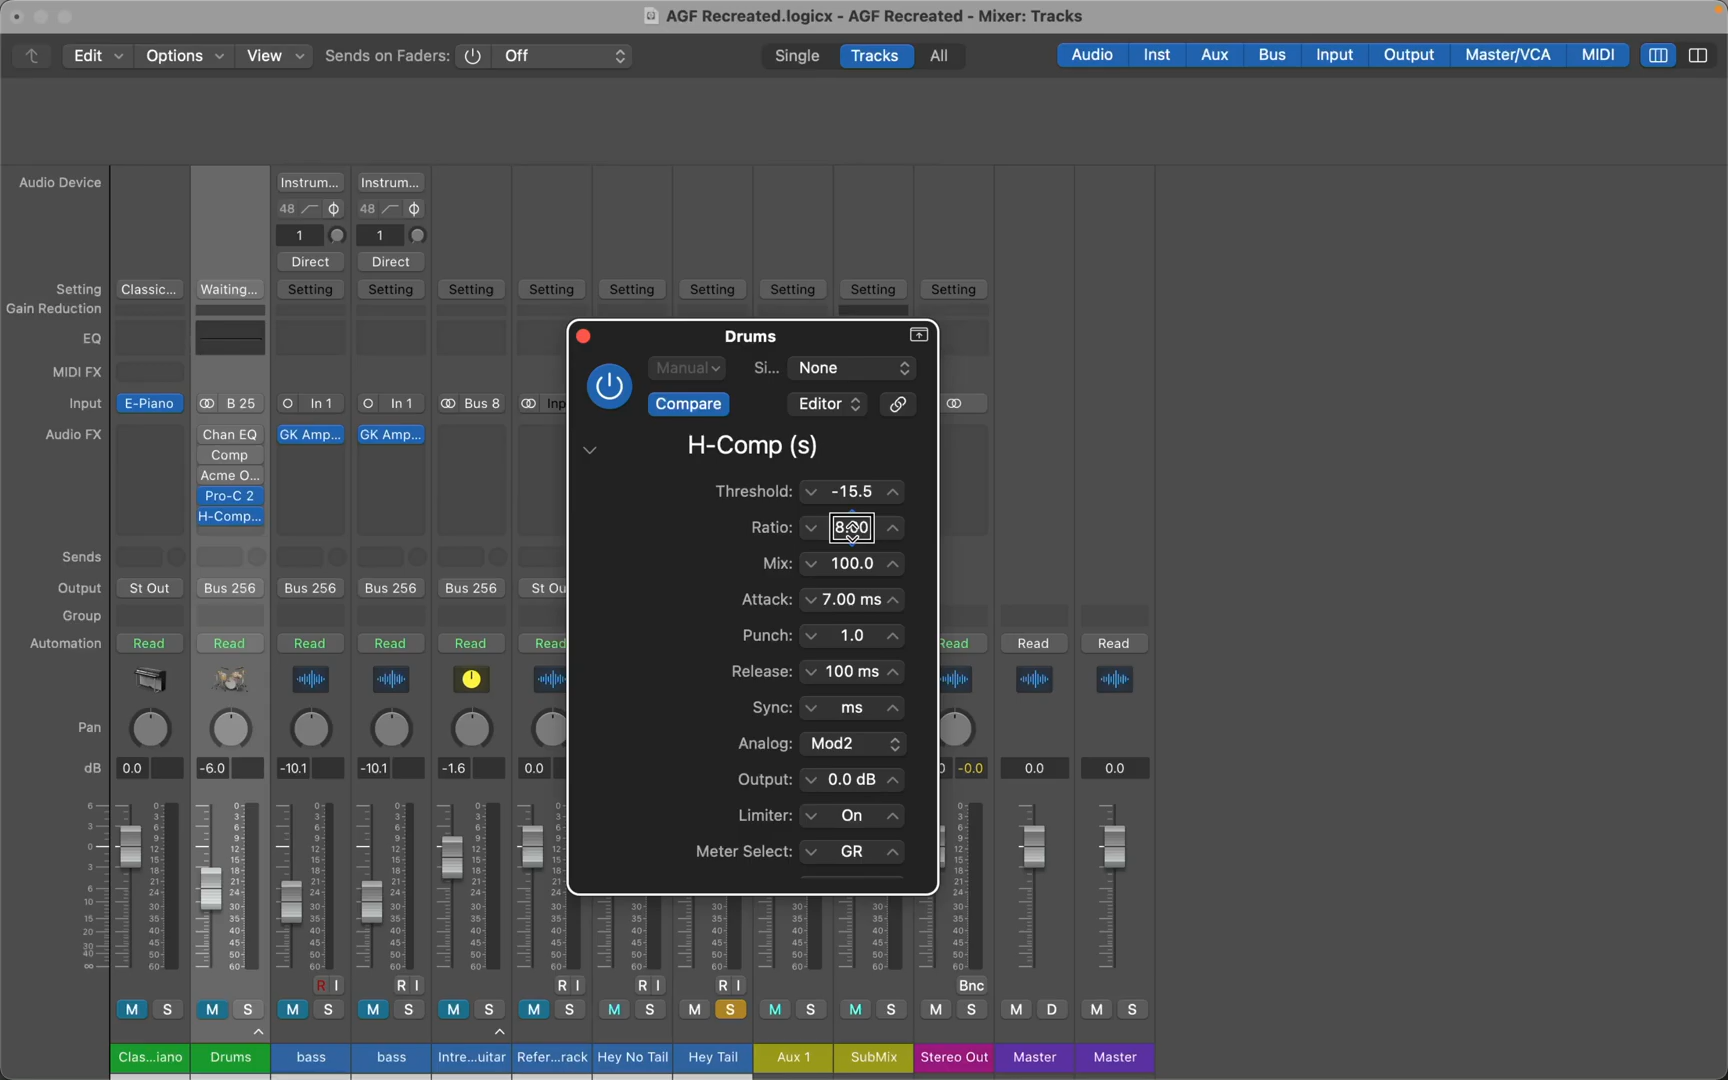 AGF Recreated.logicx - AGF Recreated - Mixer: Tracks
Edit Options View Sends on Faders: Off Single Tracks All Audio Inst Aux Bus Input Output Master/VCA MIDI
Audio Device Instrum... Instrum...
48 48
1 1
Direct Direct
Setting Classic... Waiting... Setting Setting Setting Setting Setting Setting Setting Setting Setting
Gain Reduction
EQ
MIDI FX
Input E-Piano B 25 In 1 In 1 Bus 8
Audio FX Chan EQ GK Amp... GK Amp...
Comp
Acme O...
Pro-C 2
H-Comp...
Sends
Output St Out Bus 256 Bus 256 Bus 256 Bus 256
Group
Automation Read Read Read Read Read Read Read Read Read
Pan
dB 0.0 -6.0 -10.1 -10.1 -1.6 0.0 -0.0 0.0 0.0
Drums
Manual Si... None
Compare Editor
H-Comp (s)
Threshold: -15.5
Ratio: 8.00
Mix: 100.0
Attack: 7.00 ms
Punch: 1.0
Release: 100 ms
Sync: ms
Analog: Mod2
Output: 0.0 dB
Limiter: On
Meter Select: GR
R I R I R I R I R I Bnc
M S M S M S M S M S M S M S M S M S M S M S M D M S
Clas...iano Drums bass bass Intre...uitar Refer...rack Hey No Tail Hey Tail Aux 1 SubMix Stereo Out Master Master